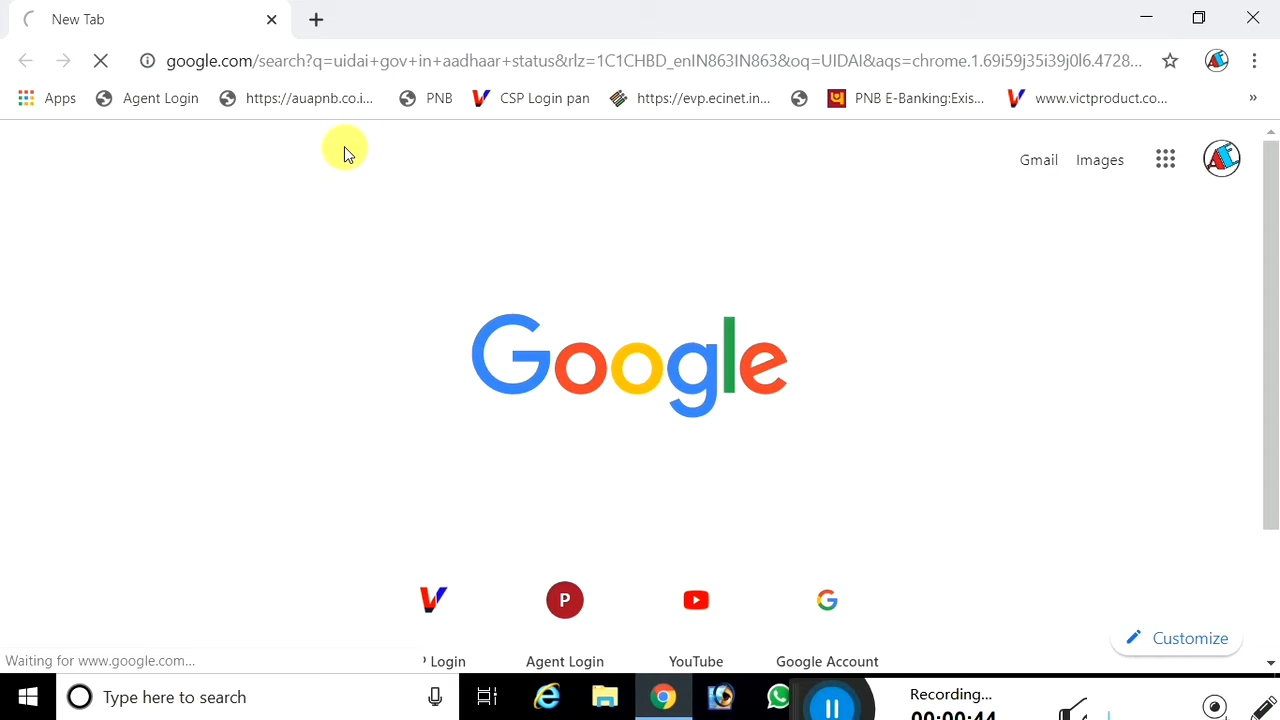 New Tab
google.com/search?q=uidai+gov+in+aadhaar+status&rlz=1C1CHBD_enIN863IN863&oq=UIDAI&aqs=chrome.1.69i59j35i39j0l6.4728...
Apps Agent Login https://auapnb.co.i... PNB CSP Login pan https://evp.ecinet.in... PNB E-Banking:Exis... www.victproduct.co... »
Gmail Images
Google
P
Customize
Waiting for www.google.com...
Login Agent Login YouTube Google Account
Type here to search
Recording...
00:00:44